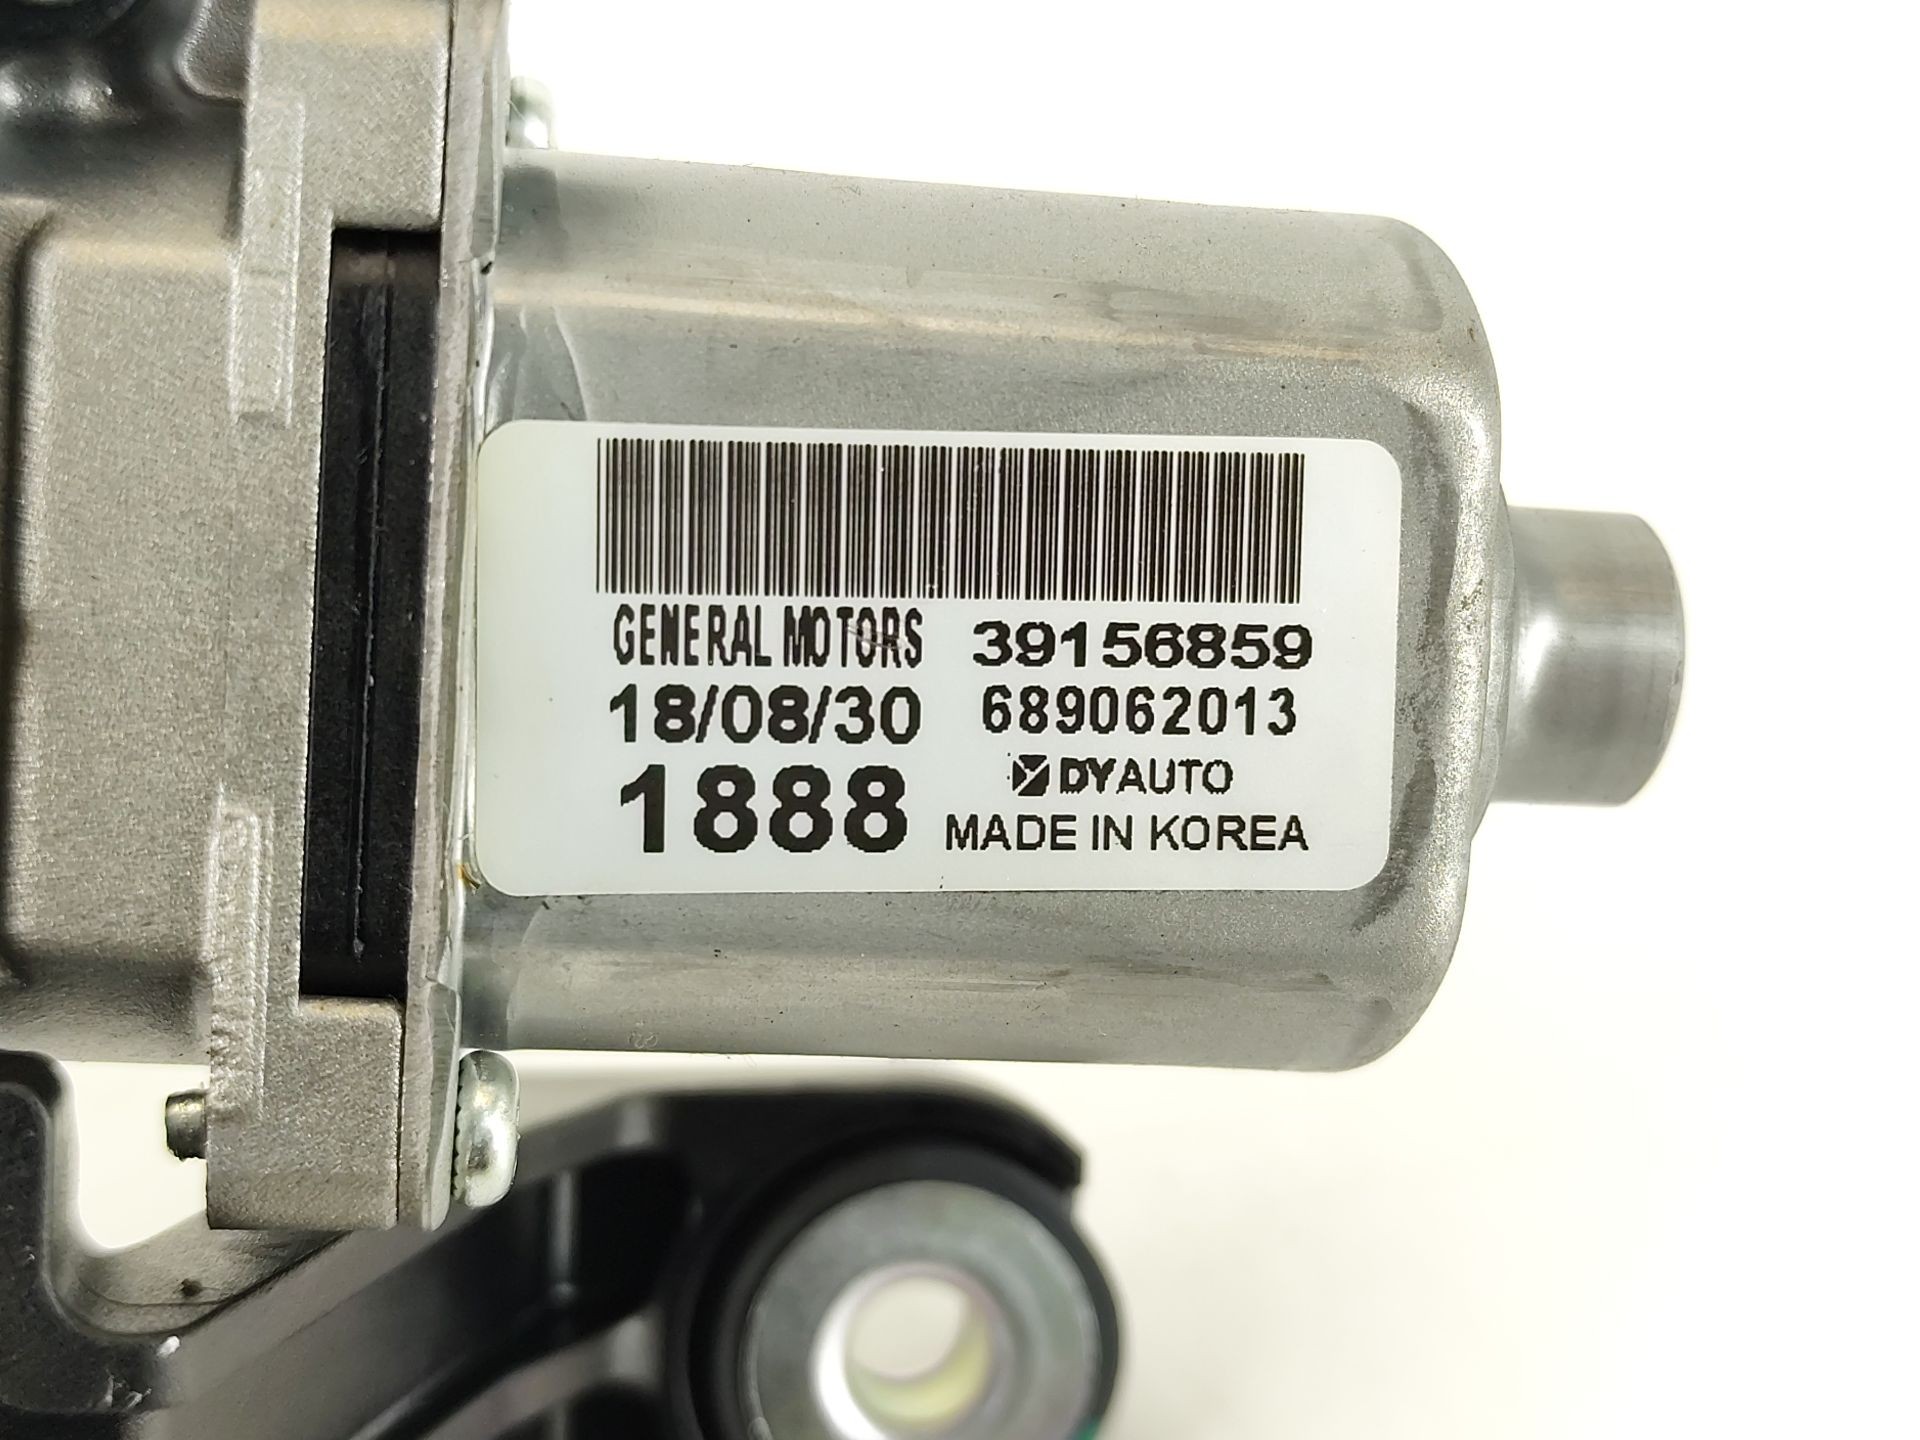 GENERAL MOTORS 39156859
18/08/30 689062013
1888 DYAUTO
MADE IN KOREA